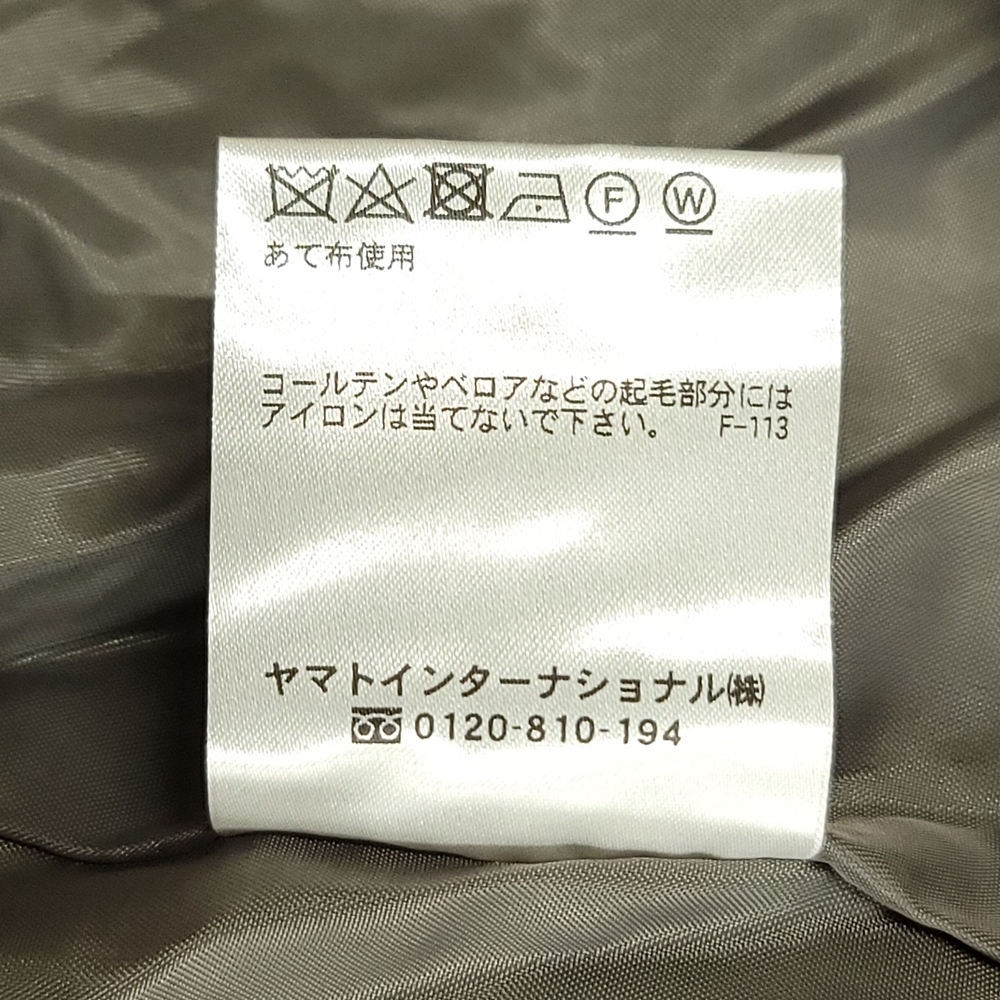 F W
あて布使用
コールテンやベロアなどの起毛部分には
アイロンは当てないで下さい。 F-113
ヤマトインターナショナル㈱
0120-810-194